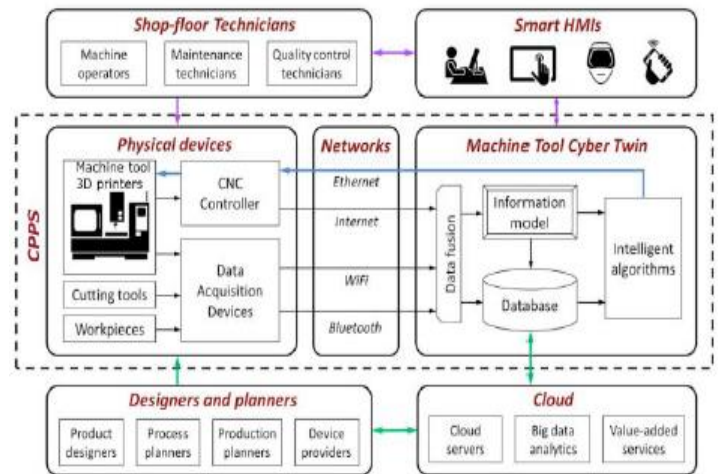 Shop-floor Technicians
Machine
operators
Maintenance
technicians
Quality control
technicians
Smart HMIs
CPPS
Physical devices
Machine tool
3D printers
CNC
Controller
Data
Acquisition
Devices
Cutting tools
Workpieces
Networks
Ethernet
Internet
WIFI
Bluetooth
Machine Tool Cyber Twin
Data fusion
Information
model
Database
Intelligent
algorithms
Designers and planners
Product
designers
Process
planners
Production
planners
Device
providers
Cloud
Cloud
servers
Big data
analytics
Value-added
services